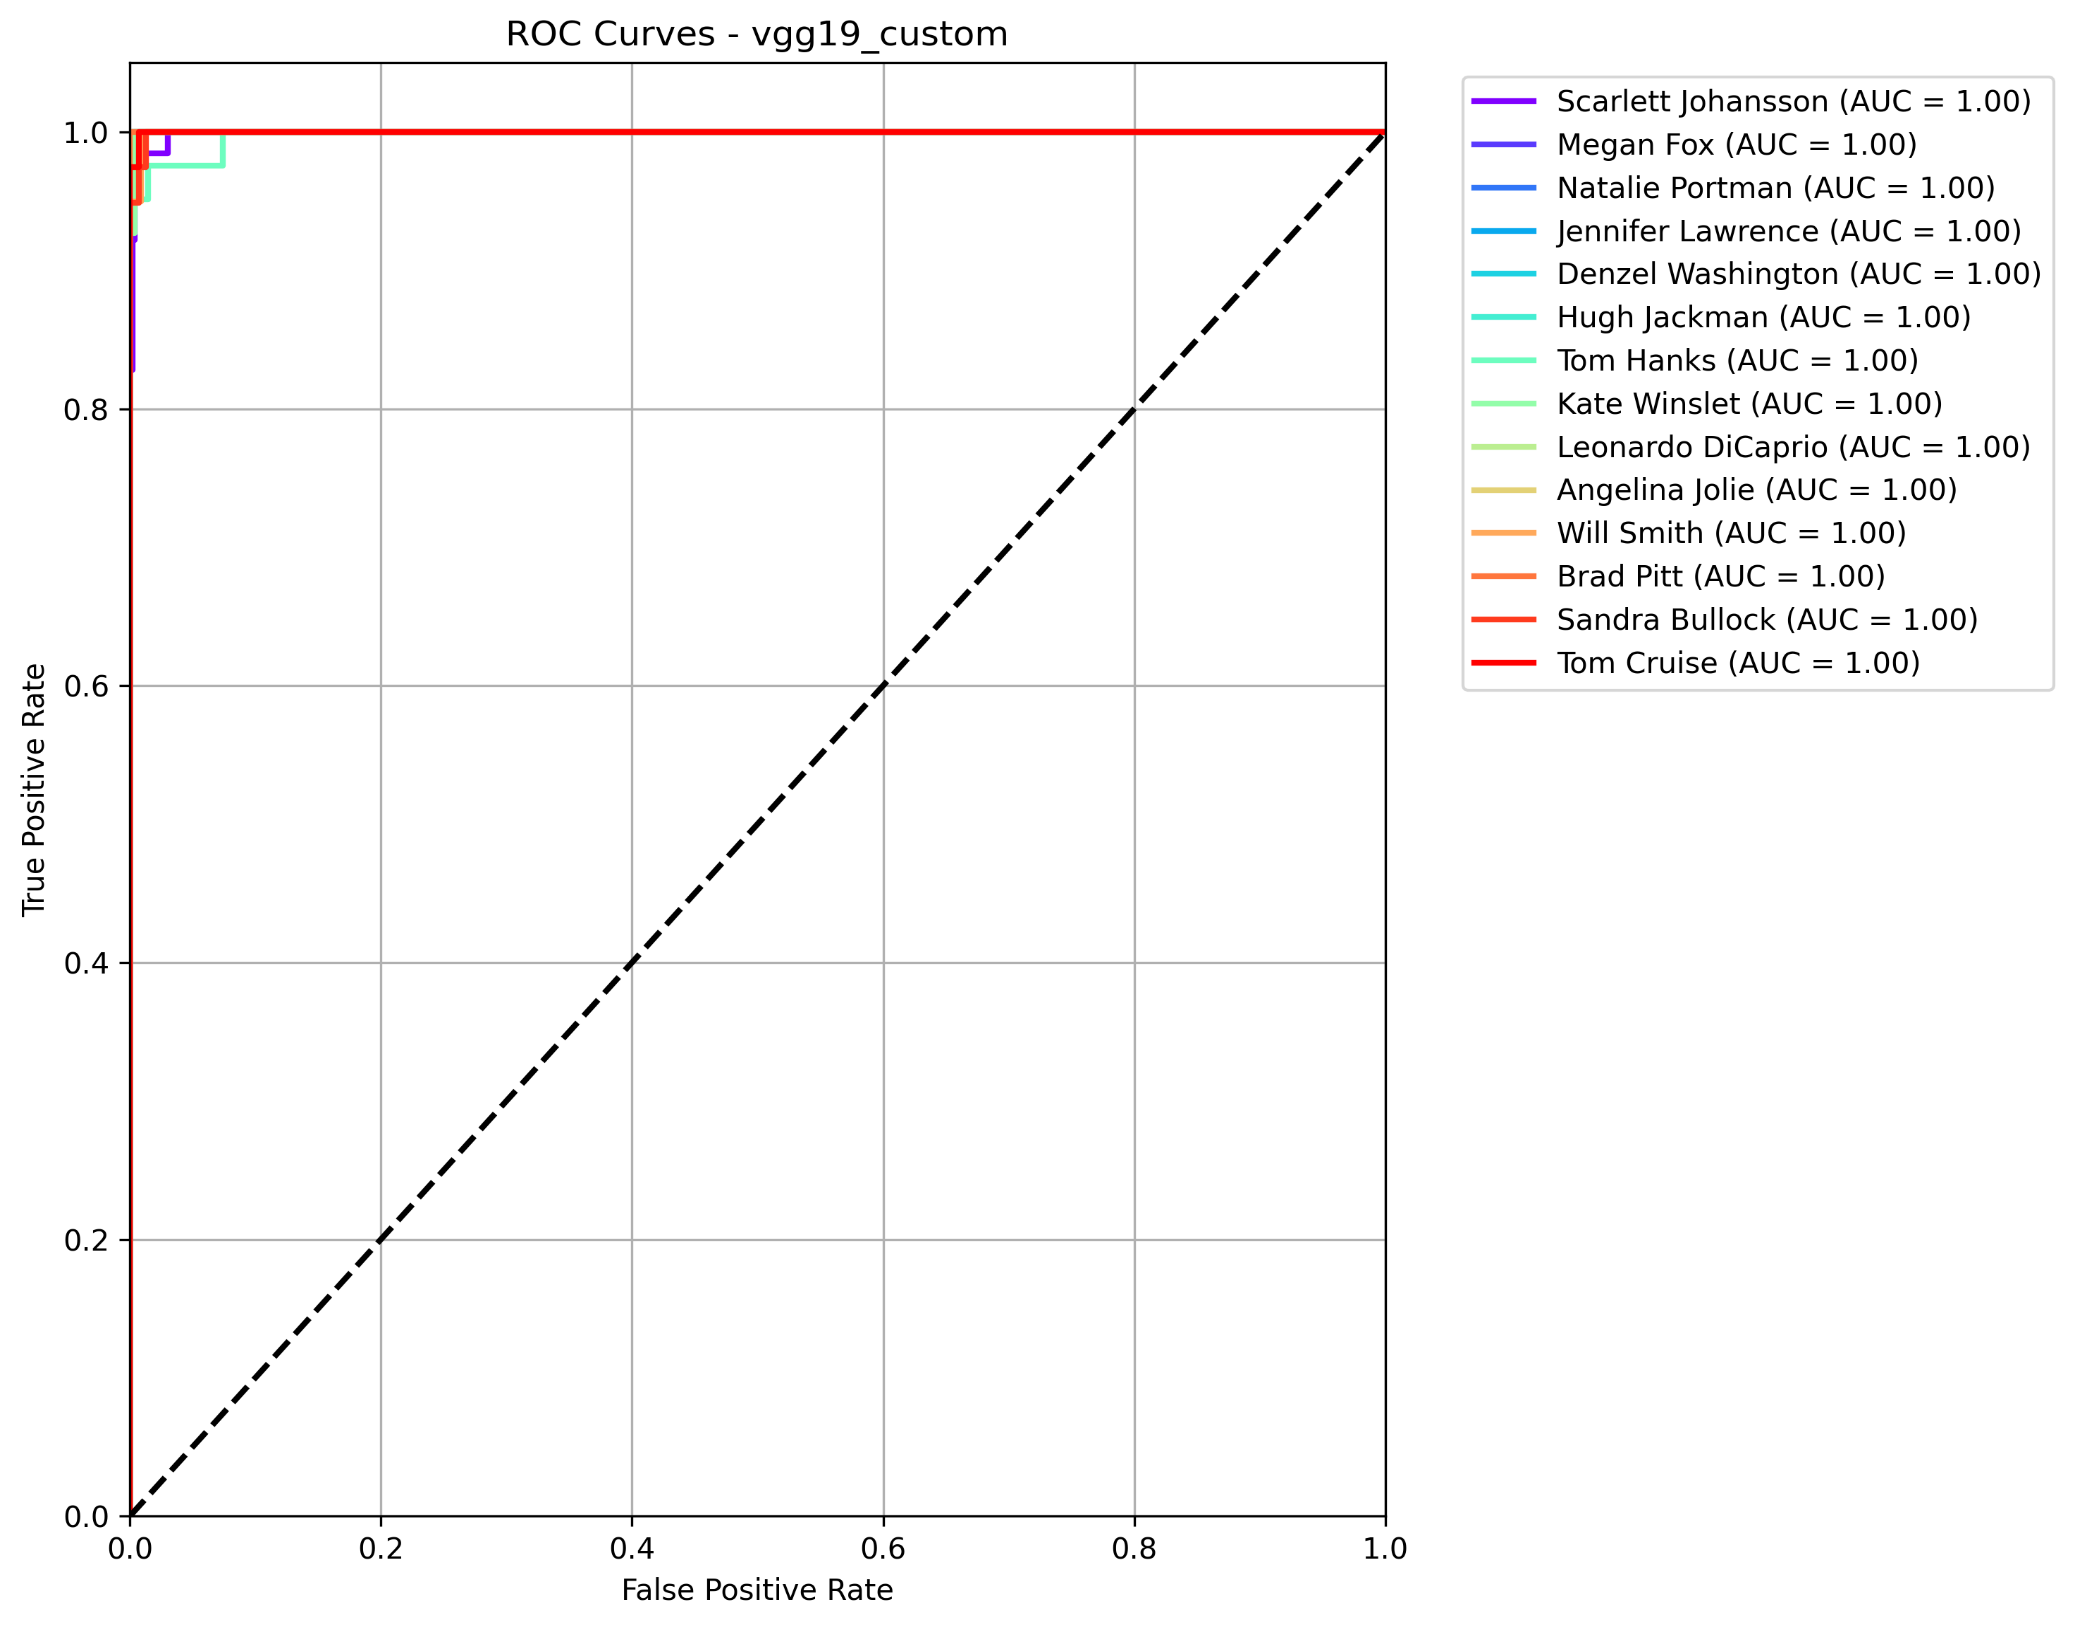 ROC Curves - vgg19_custom
True Positive Rate
1.0
0.8
0.6
0.4
0.2
0.0
0.0 0.2 0.4 0.6 0.8 1.0
False Positive Rate
Scarlett Johansson (AUC = 1.00)
Megan Fox (AUC = 1.00)
Natalie Portman (AUC = 1.00)
Jennifer Lawrence (AUC = 1.00)
Denzel Washington (AUC = 1.00)
Hugh Jackman (AUC = 1.00)
Tom Hanks (AUC = 1.00)
Kate Winslet (AUC = 1.00)
Leonardo DiCaprio (AUC = 1.00)
Angelina Jolie (AUC = 1.00)
Will Smith (AUC = 1.00)
Brad Pitt (AUC = 1.00)
Sandra Bullock (AUC = 1.00)
Tom Cruise (AUC = 1.00)